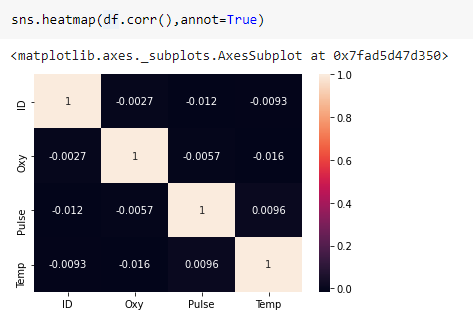 sns.heatmap(df.corr(),annot=True)
<matplotlib.axes._subplots.AxesSubplot at 0x7fad5d47d350>
ID 1 -0.0027 -0.012 -0.0093
Oxy -0.0027 1 -0.0057 -0.016
Pulse -0.012 -0.0057 1 0.0096
Temp -0.0093 -0.016 0.0096 1
ID Oxy Pulse Temp
1.0
0.8
0.6
0.4
0.2
0.0